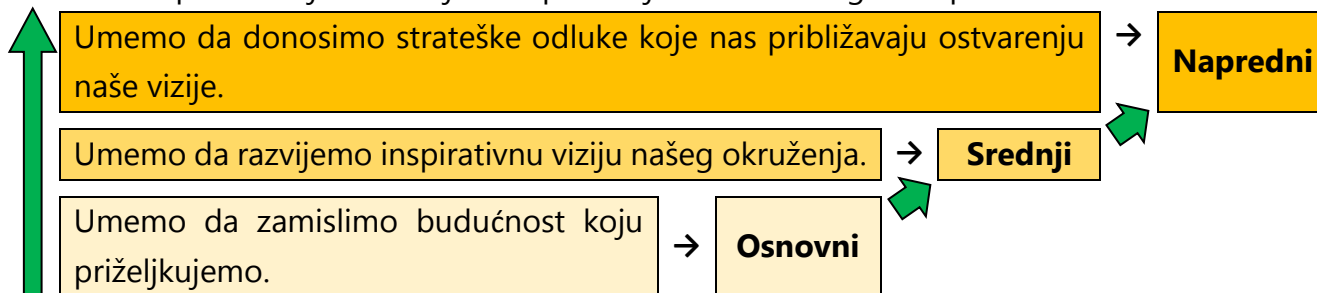 Umemo da donosimo strateške odluke koje nas približavaju ostvarenju → Napredni
naše vizije.
Umemo da razvijemo inspirativnu viziju našeg okruženja. → Srednji
Umemo da zamislimo budućnost koju → Osnovni
priželjkujemo.